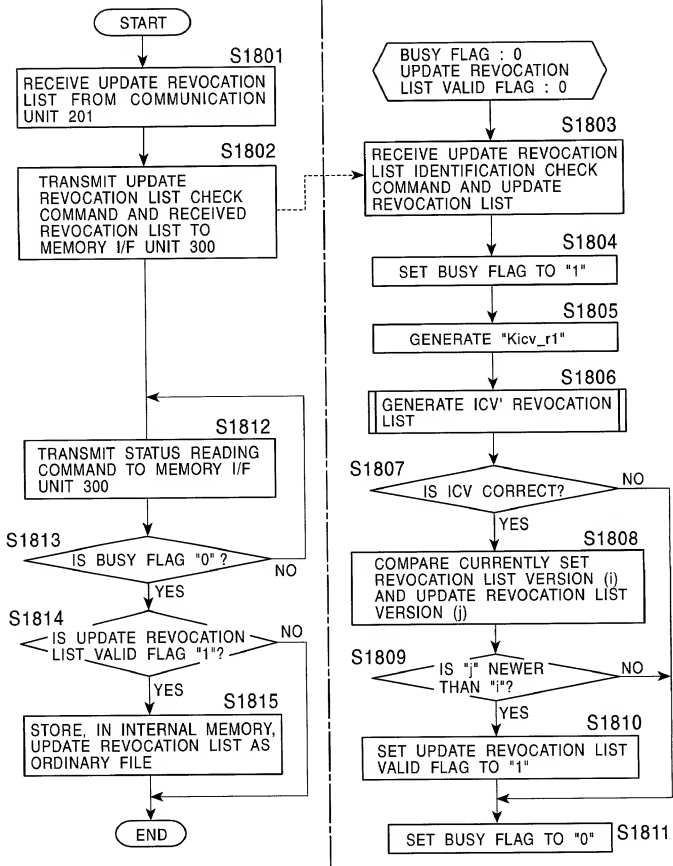 START
S1801
RECEIVE UPDATE REVOCATION
LIST FROM COMMUNICATION
UNIT 201
S1802
TRANSMIT UPDATE
REVOCATION LIST CHECK
COMMAND AND RECEIVED
REVOCATION LIST TO
MEMORY I/F UNIT 300
S1812
TRANSMIT STATUS READING
COMMAND TO MEMORY I/F
UNIT 300
S1813
IS BUSY FLAG "0" ?
NO
YES
S1814
IS UPDATE REVOCATION
LIST VALID FLAG "1"?
NO
YES
S1815
STORE, IN INTERNAL MEMORY,
UPDATE REVOCATION LIST AS
ORDINARY FILE
END
BUSY FLAG : 0
UPDATE REVOCATION
LIST VALID FLAG : 0
S1803
RECEIVE UPDATE REVOCATION
LIST IDENTIFICATION CHECK
COMMAND AND UPDATE
REVOCATION LIST
S1804
SET BUSY FLAG TO "1"
S1805
GENERATE "Kicv_r1"
S1806
GENERATE ICV' REVOCATION
LIST
S1807
IS ICV CORRECT?
NO
YES
S1808
COMPARE CURRENTLY SET
REVOCATION LIST VERSION (i)
AND UPDATE REVOCATION LIST
VERSION (j)
S1809
IS "j" NEWER
THAN "i"?
NO
YES
S1810
SET UPDATE REVOCATION LIST
VALID FLAG TO "1"
SET BUSY FLAG TO "0"
S1811